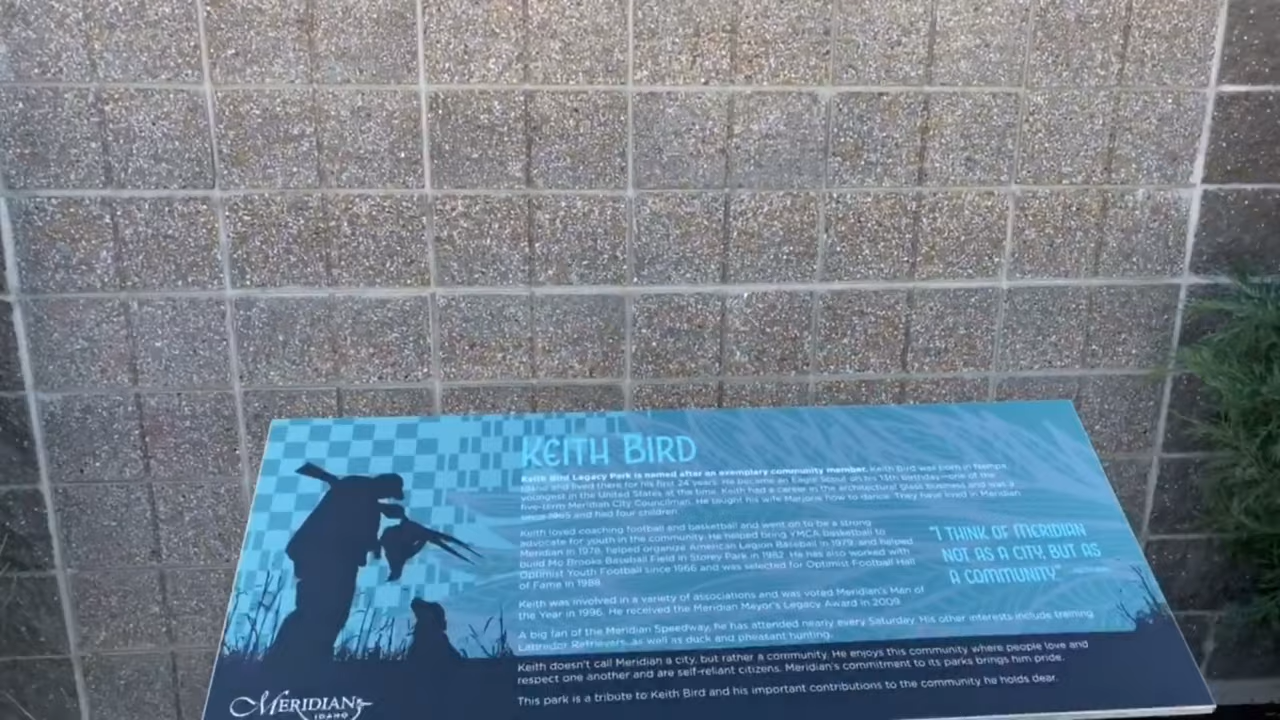 KEITH BIRD
Keith Bird Legacy Park is named after an exemplary community member. Keith Bird was born in Nampa,
Idaho and lived there for his first 24 years. He became an Eagle Scout on his 13th birthday—one of the
youngest in the United States at the time. Keith had a career in the architectural glass business and was a
five-term Meridian City Councilman. He taught his wife Marjorie how to dance. They have lived in Meridian
since 1965 and had four children.
Keith loved coaching football and basketball and went on to be a strong
advocate for youth in the community. He helped bring YMCA basketball to
Meridian in 1978, helped organize American Legion Baseball in 1979, and helped
build Mo Brooks Baseball Field in Storey Park in 1982. He has also worked with
Optimist Youth Football since 1966 and was selected for Optimist Football Hall
of Fame in 1988.
"I THINK OF MERIDIAN
NOT AS A CITY, BUT AS
A COMMUNITY"
Keith was involved in a variety of associations and was voted Meridian's Man of
the Year in 1996. He received the Meridian Mayor's Legacy Award in 2009.
A big fan of the Meridian Speedway, he has attended nearly every Saturday. His other interests include training
Labrador Retrievers, as well as duck and pheasant hunting.
Keith doesn't call Meridian a city, but rather a community. He enjoys this community where people love and
respect one another and are self-reliant citizens. Meridian's commitment to its parks brings him pride.
This park is a tribute to Keith Bird and his important contributions to the community he holds dear.
MERIDIAN
IDAHO